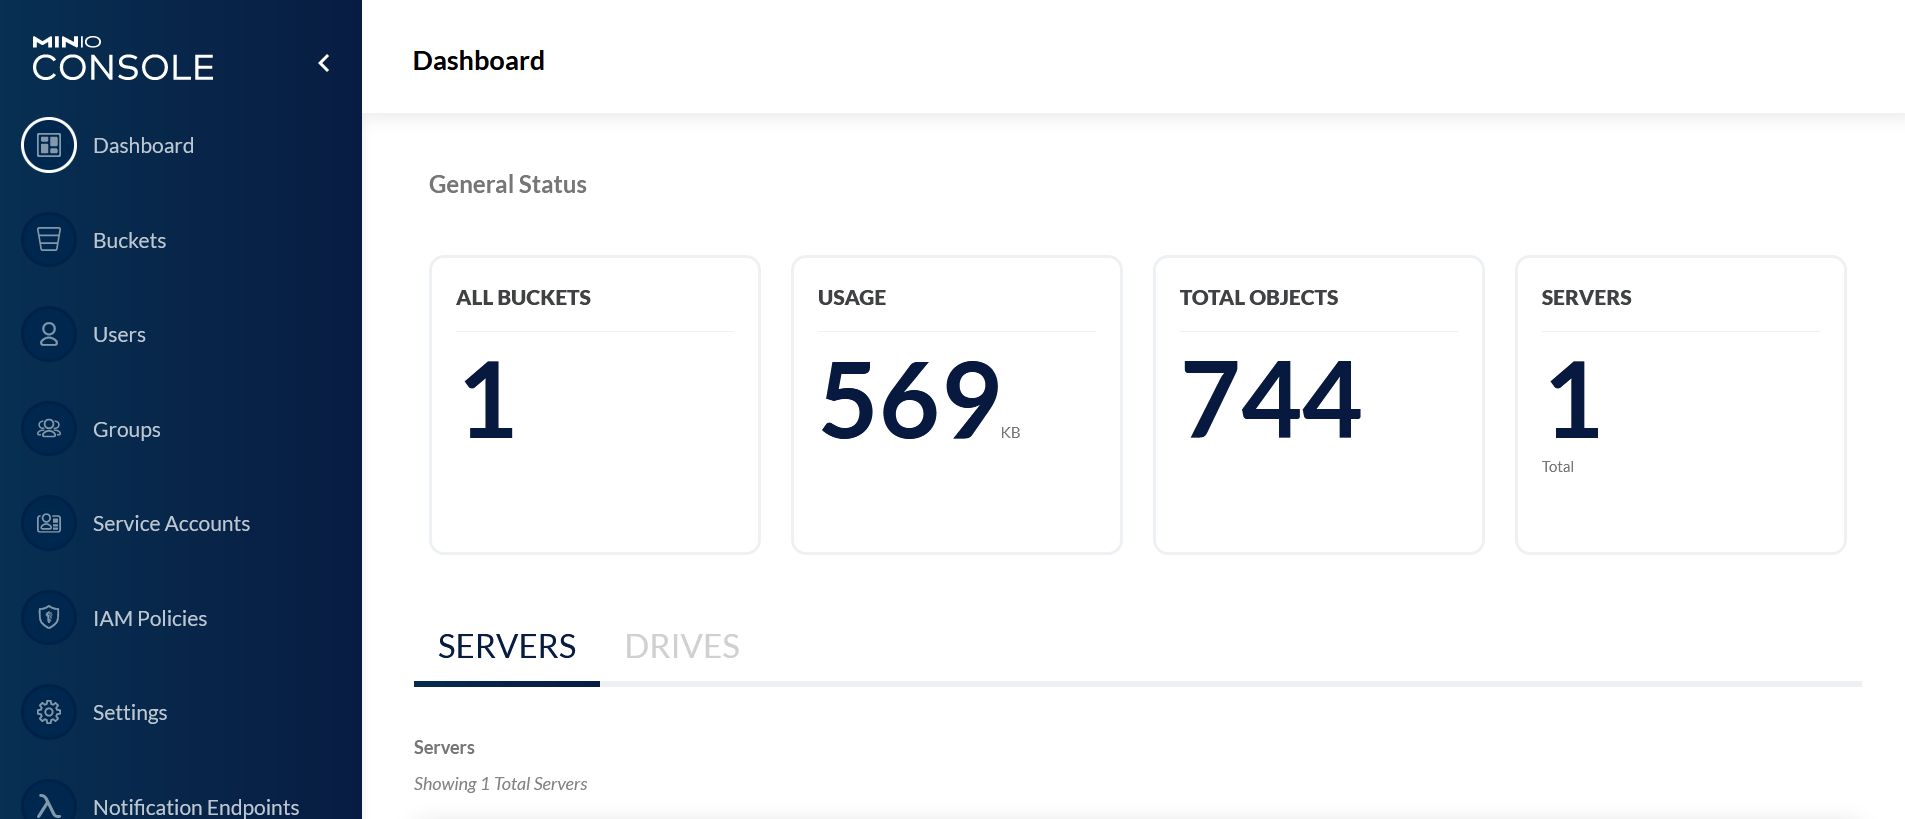 MINIO
CONSOLE
Dashboard
Buckets
Users
Groups
Service Accounts
IAM Policies
Settings
Notification Endpoints
Dashboard
General Status
ALL BUCKETS
1
USAGE
569 KB
TOTAL OBJECTS
744
SERVERS
1
Total
SERVERS DRIVES
Servers
Showing 1 Total Servers